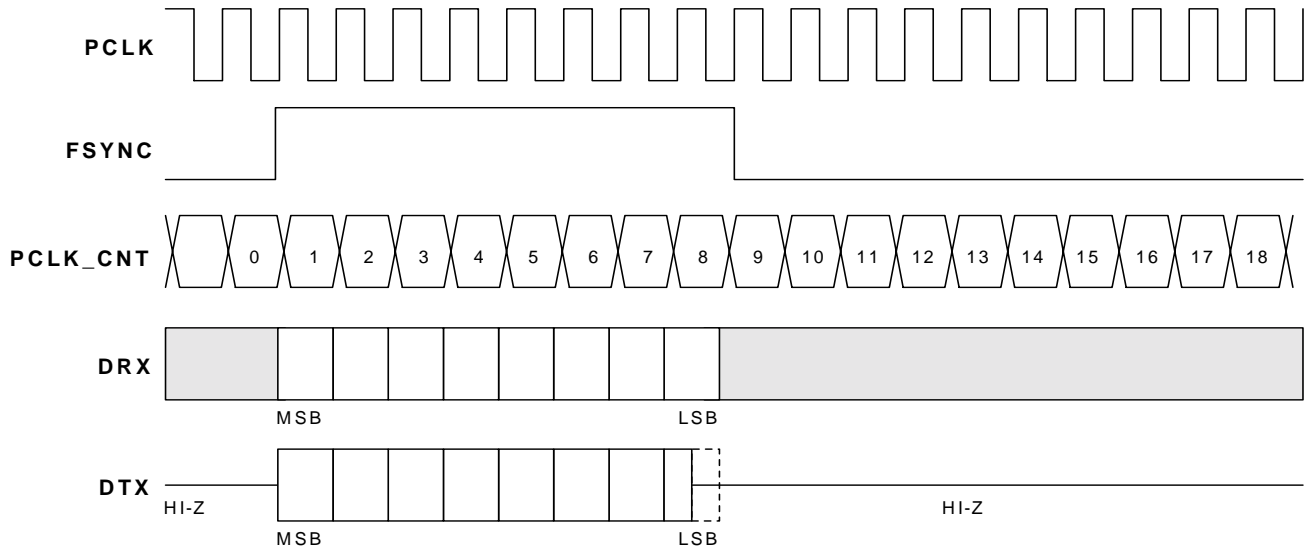 PCLK
FSYNC
PCLK_CNT 0 1 2 3 4 5 6 7 8 9 10 11 12 13 14 15 16 17 18
DRX
MSB LSB
DTX
HI-Z HI-Z
MSB LSB